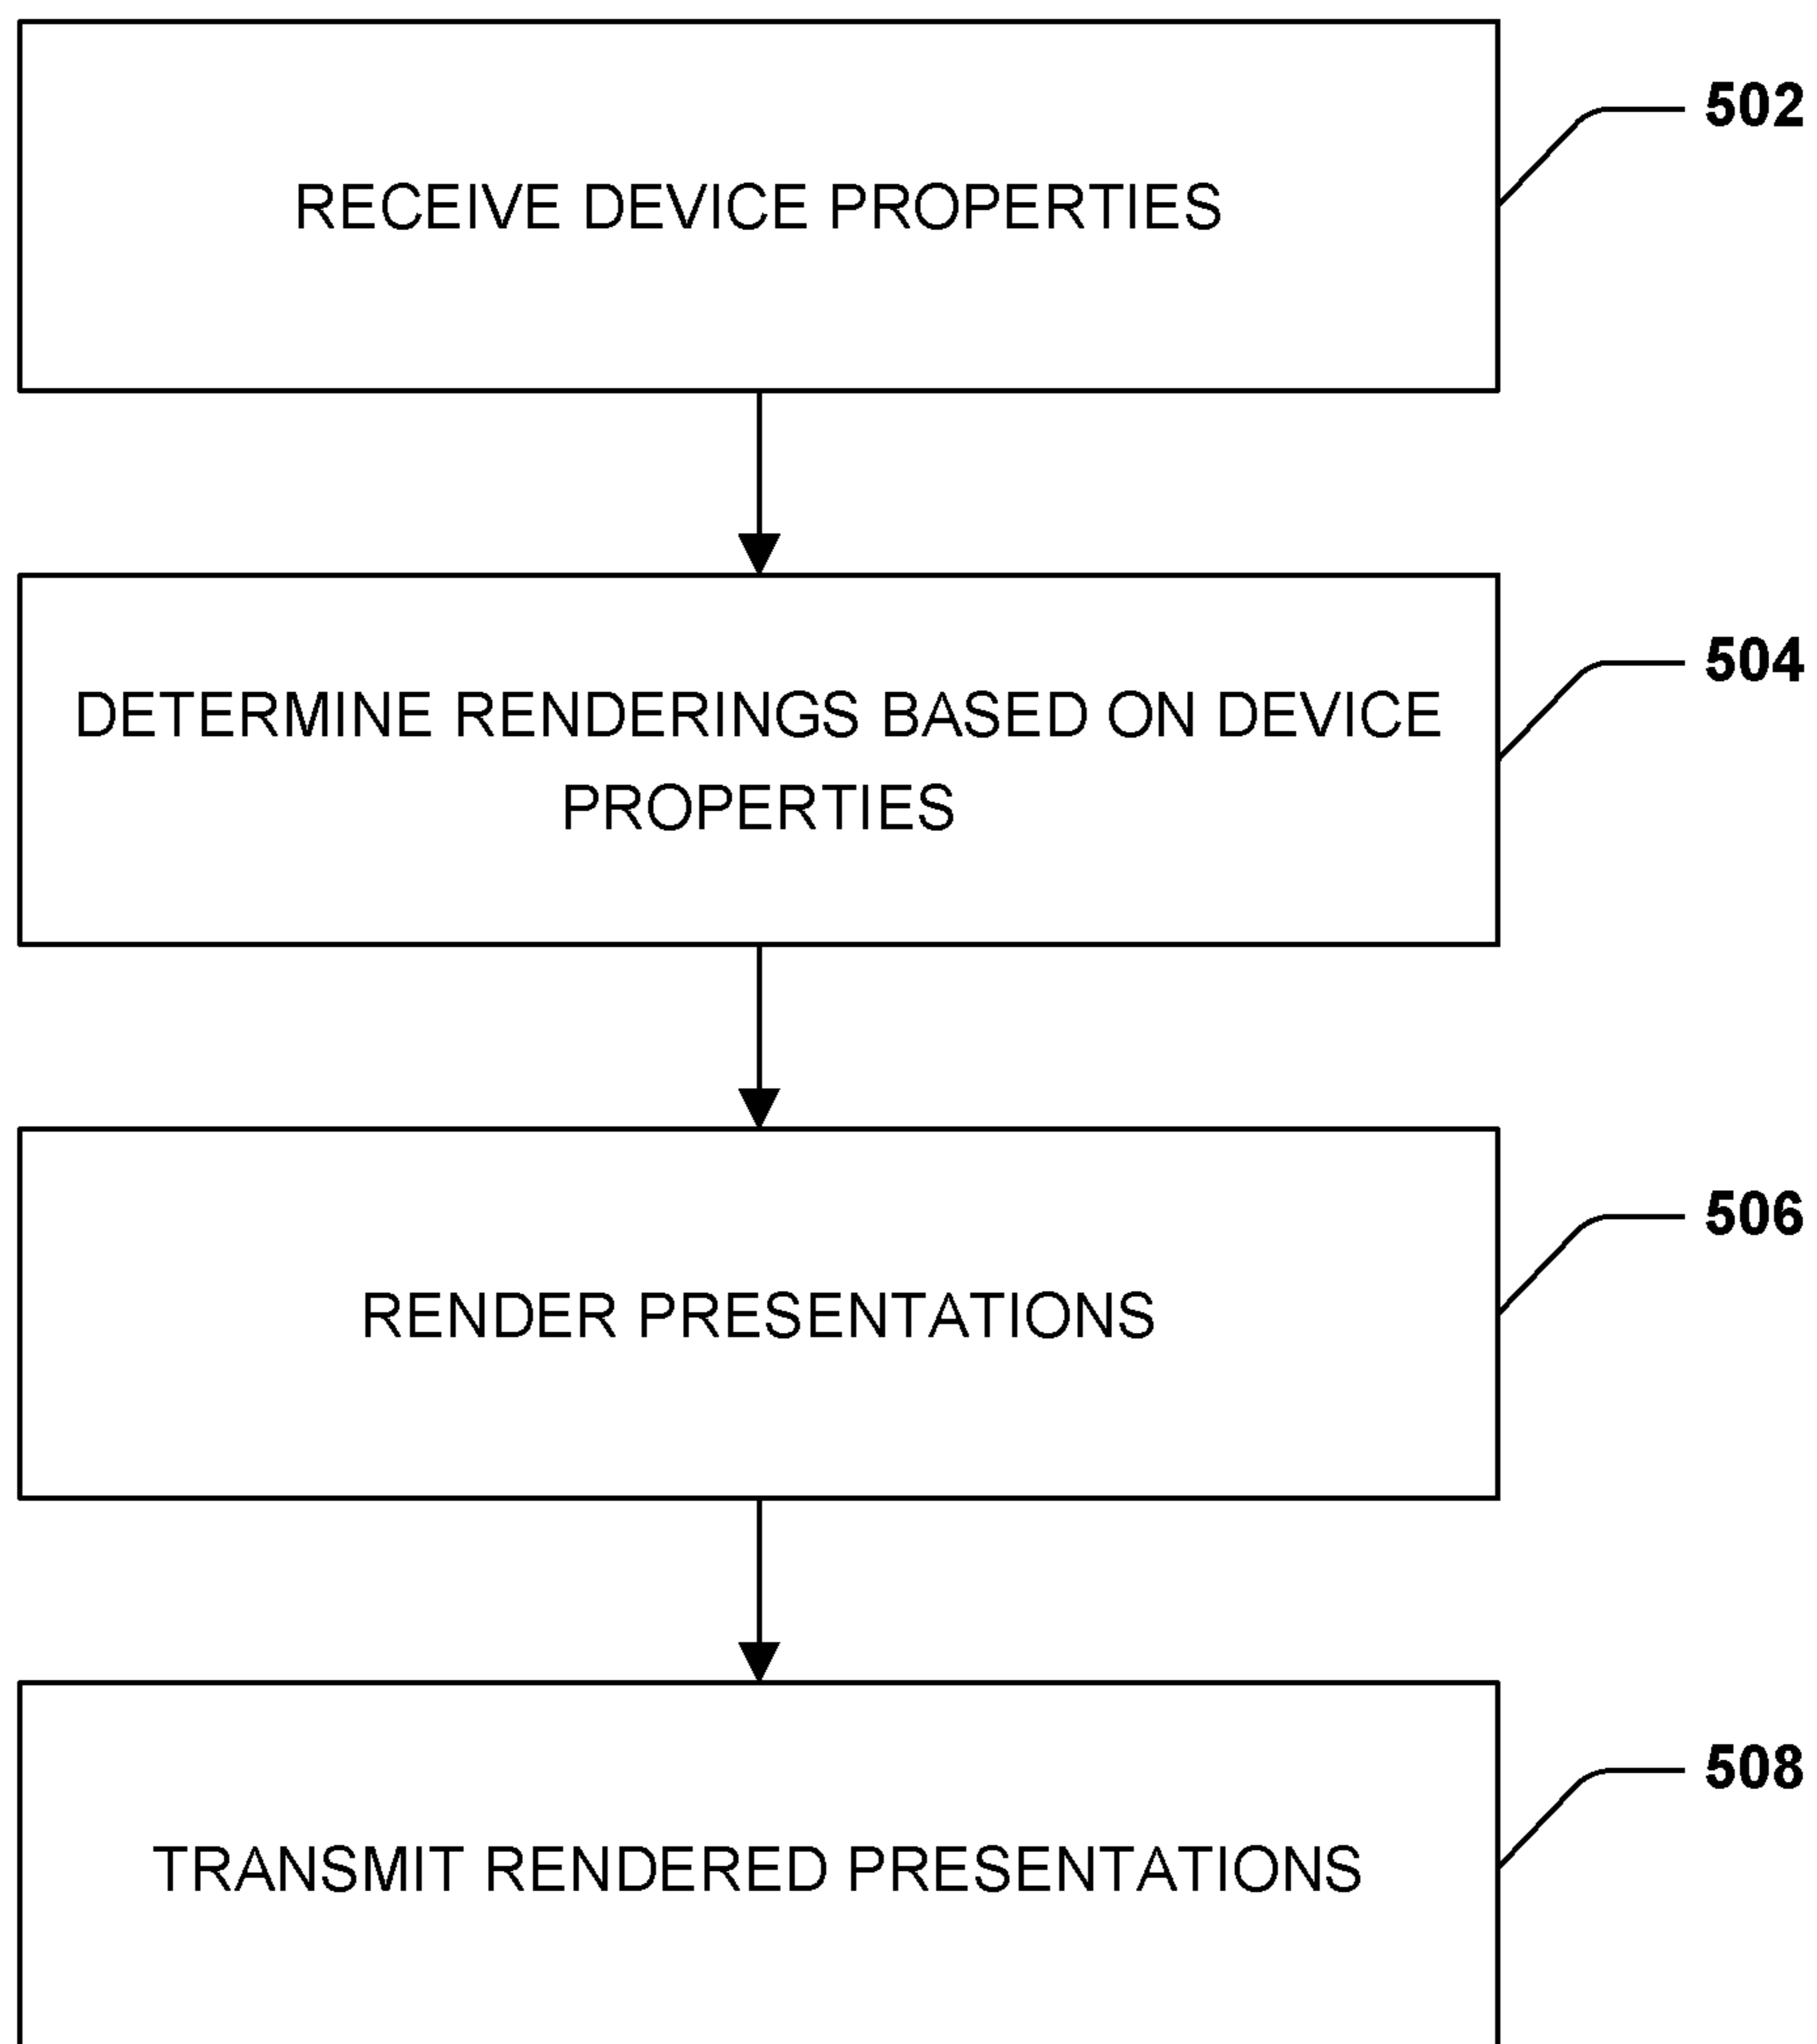 RECEIVE DEVICE PROPERTIES
502
DETERMINE RENDERINGS BASED ON DEVICE
PROPERTIES
504
RENDER PRESENTATIONS
506
TRANSMIT RENDERED PRESENTATIONS
508